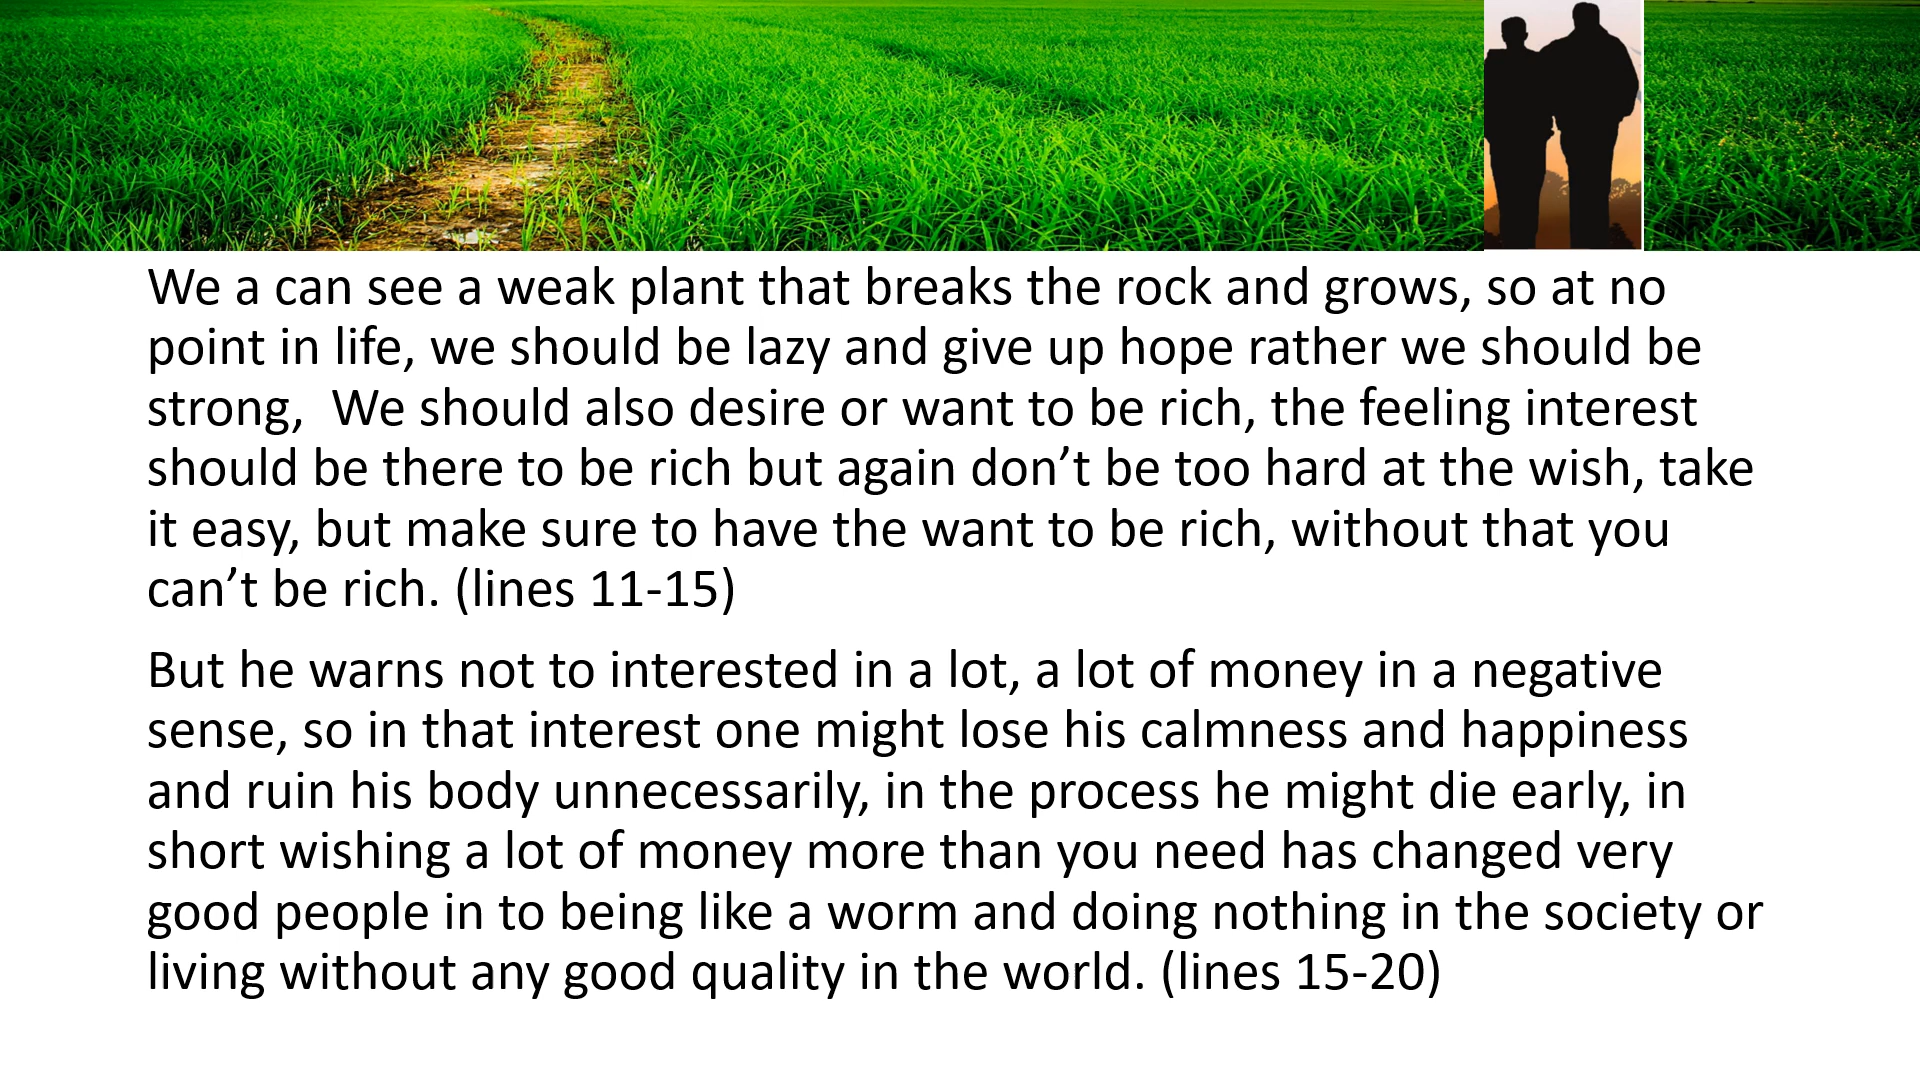 We a can see a weak plant that breaks the rock and grows, so at no
point in life, we should be lazy and give up hope rather we should be
strong,  We should also desire or want to be rich, the feeling interest
should be there to be rich but again don’t be too hard at the wish, take
it easy, but make sure to have the want to be rich, without that you
can’t be rich. (lines 11-15)
But he warns not to interested in a lot, a lot of money in a negative
sense, so in that interest one might lose his calmness and happiness
and ruin his body unnecessarily, in the process he might die early, in
short wishing a lot of money more than you need has changed very
good people in to being like a worm and doing nothing in the society or
living without any good quality in the world. (lines 15-20)